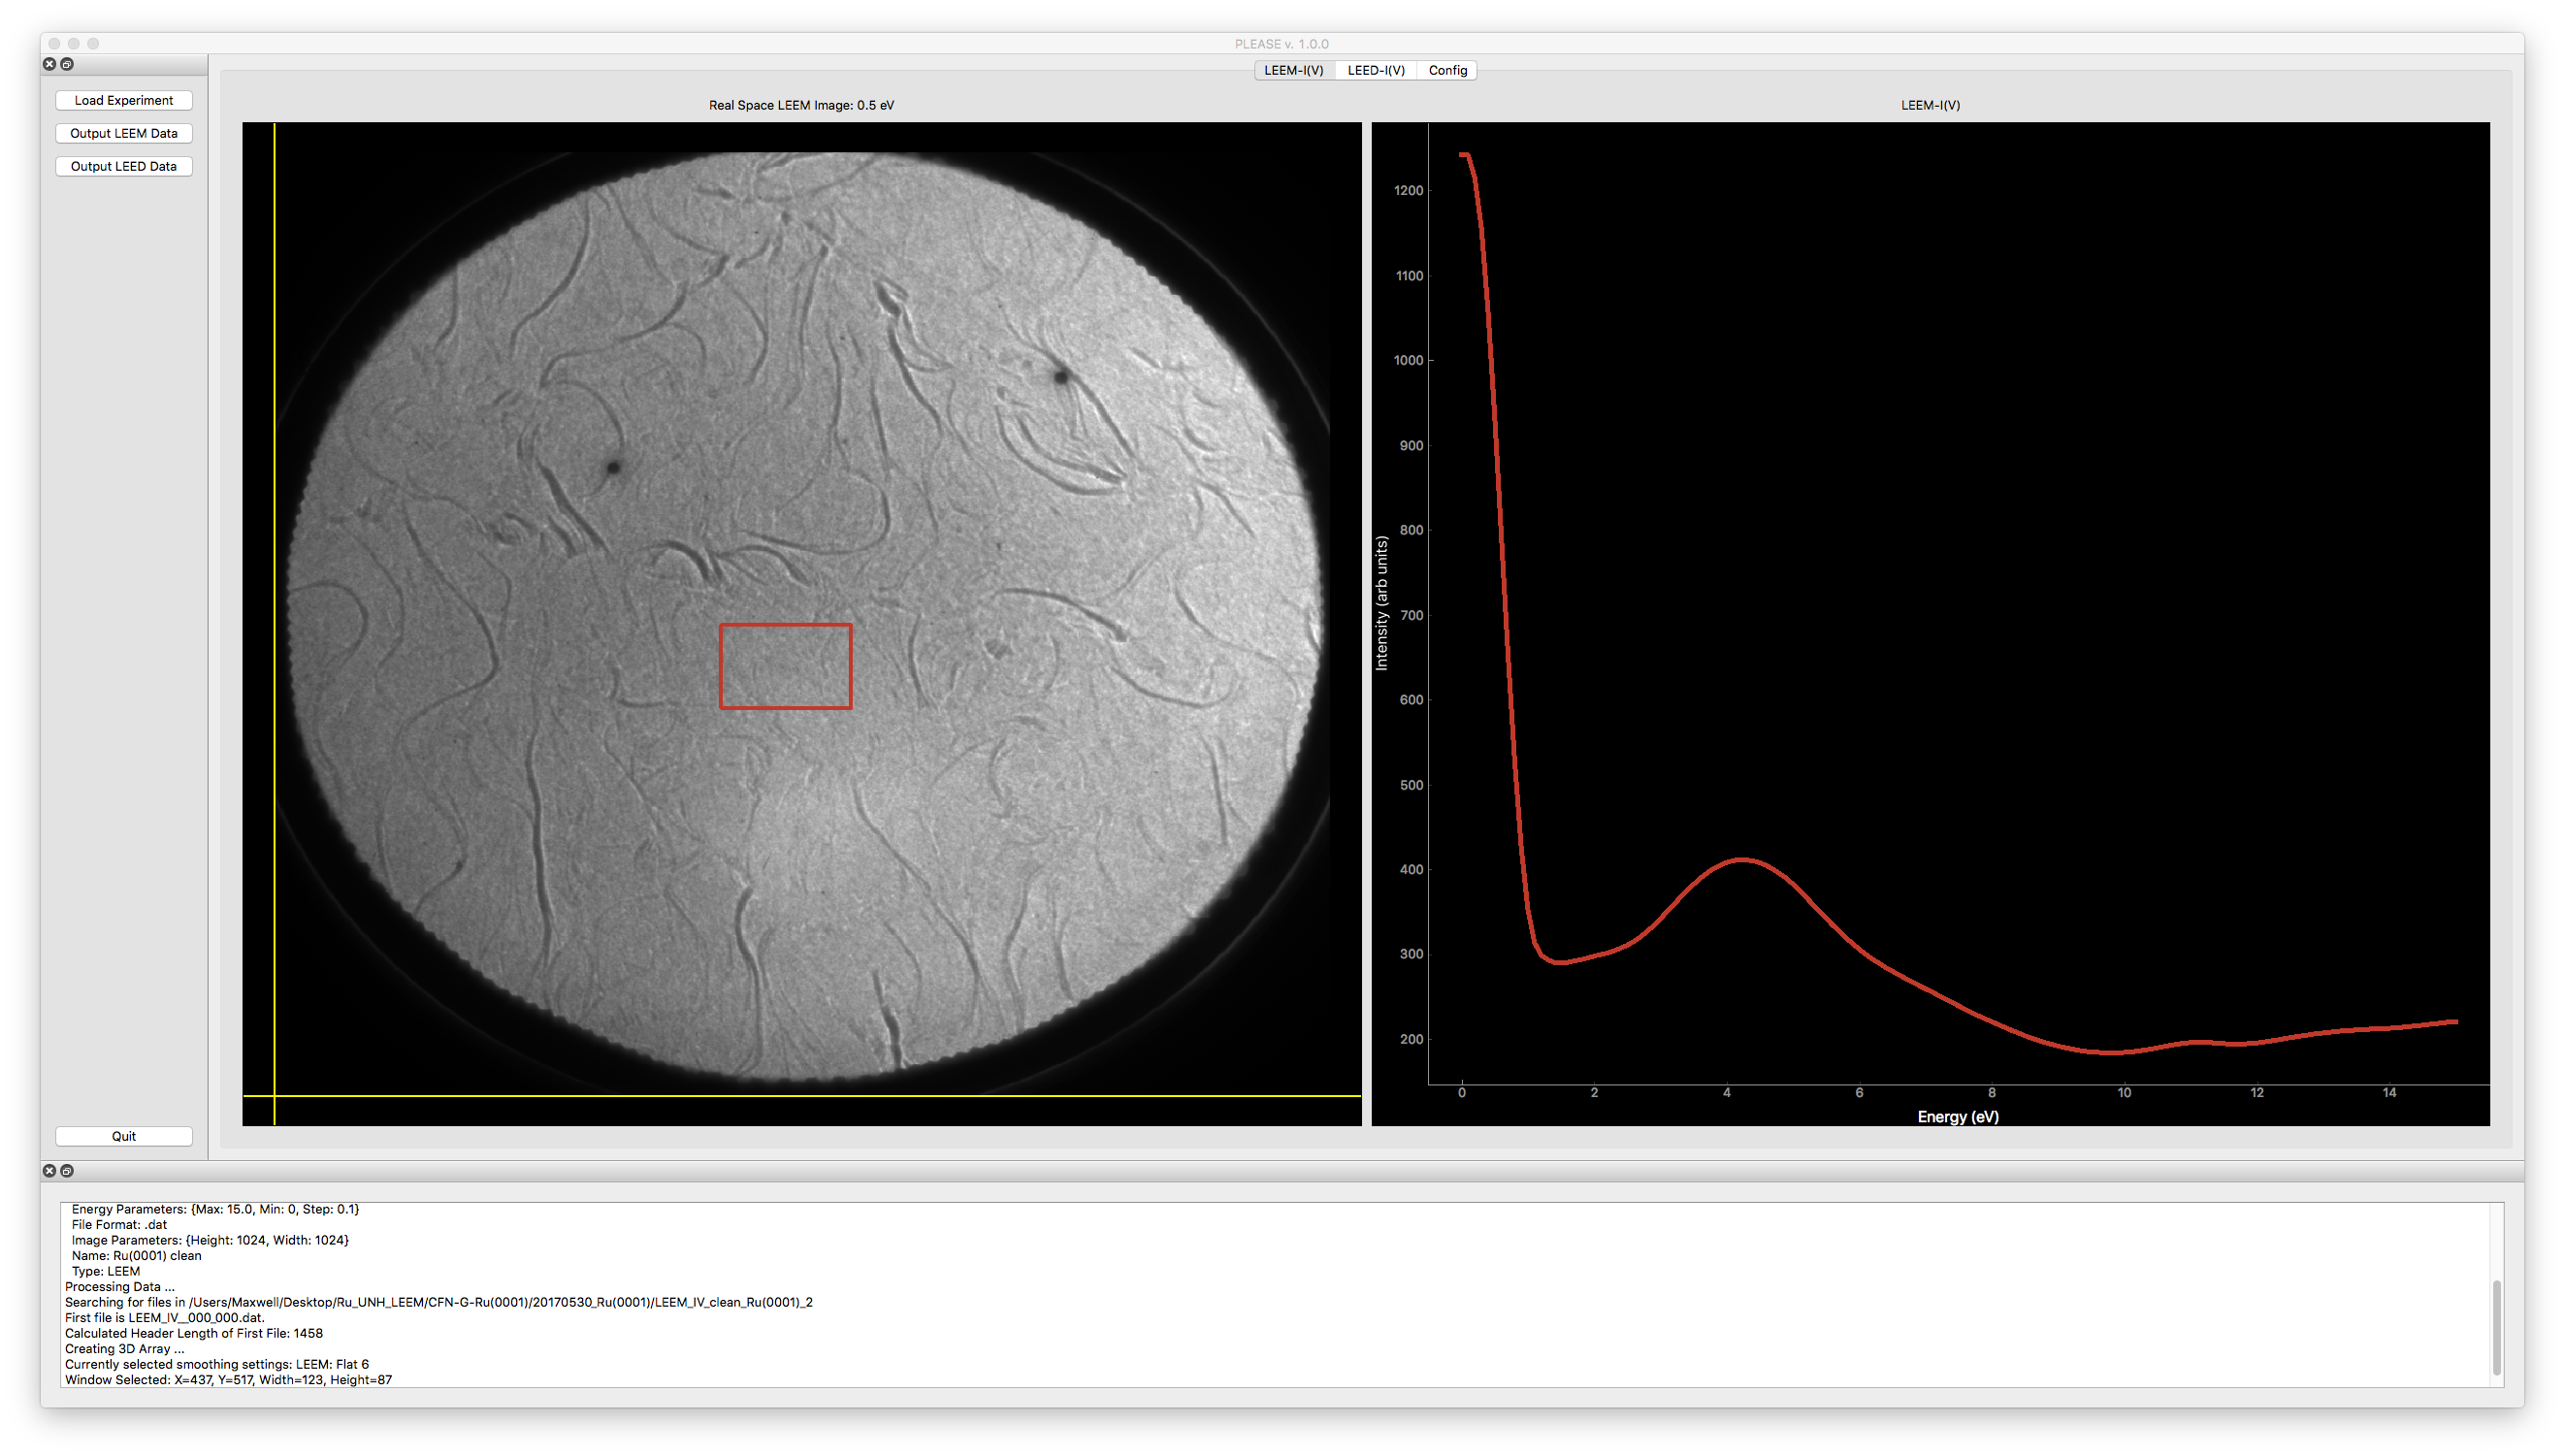 PLEASE v. 1.0.0
LEEM-I(V) LEED-I(V) Config
Load Experiment
Output LEEM Data
Output LEED Data
Quit
Real Space LEEM Image: 0.5 eV
LEEM-I(V)
Intensity (arb units)
1200
1100
1000
900
800
700
600
500
400
300
200
0 2 4 6 8 10 12 14
Energy (eV)
Energy Parameters: {Max: 15.0, Min: 0, Step: 0.1}
File Format: .dat
Image Parameters: {Height: 1024, Width: 1024}
Name: Ru(0001) clean
Type: LEEM
Processing Data ...
Searching for files in /Users/Maxwell/Desktop/Ru_UNH_LEEM/CFN-G-Ru(0001)/20170530_Ru(0001)/LEEM_IV_clean_Ru(0001)_2
First file is LEEM_IV__000_000.dat.
Calculated Header Length of First File: 1458
Creating 3D Array ...
Currently selected smoothing settings: LEEM: Flat 6
Window Selected: X=437, Y=517, Width=123, Height=87